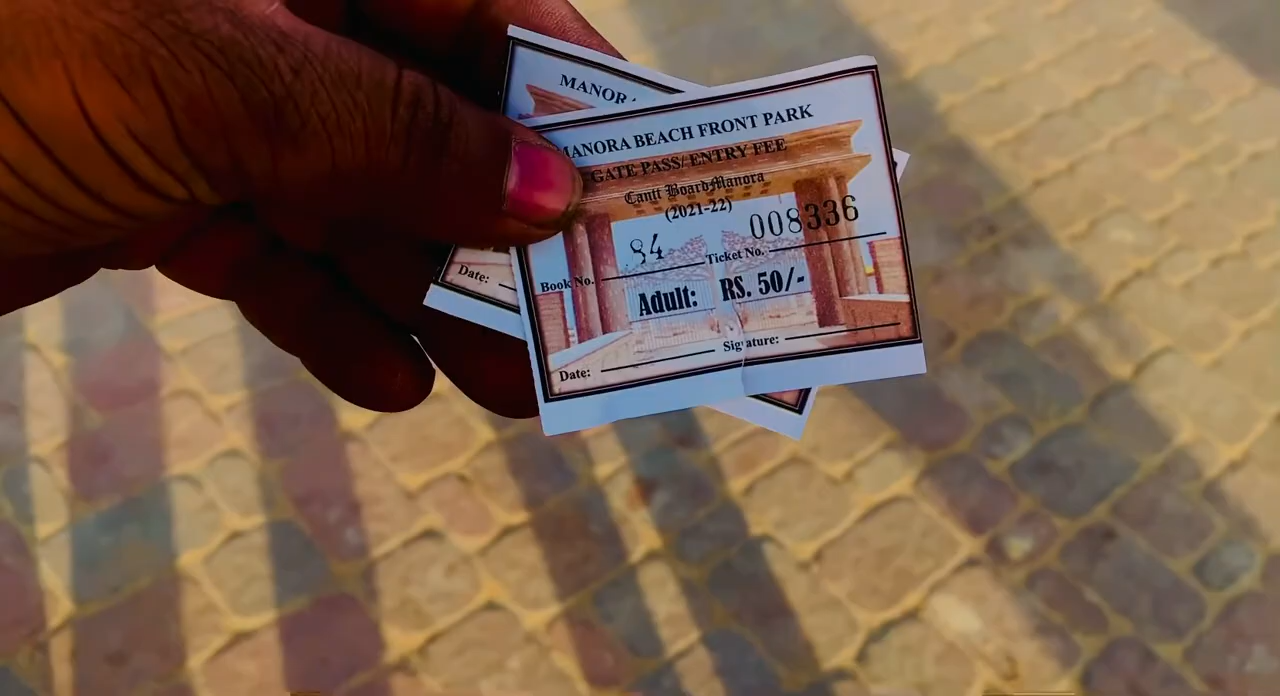 MANOR
MANORA BEACH FRONT PARK
GATE PASS/ ENTRY FEE
Cantt Board Manora
(2021-22)
Book No. 84 Ticket No. 008336
Adult: RS. 50/-
Date: Signature:
Date: